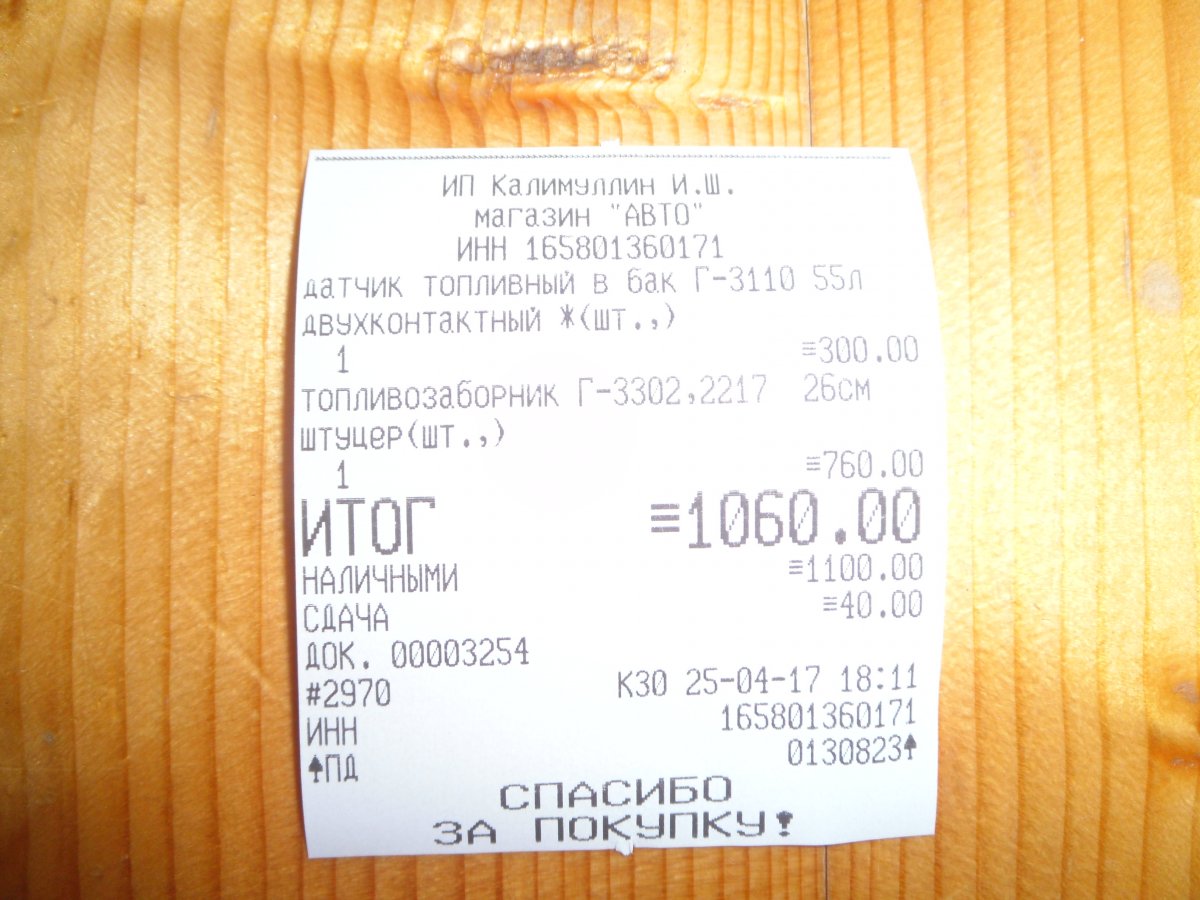 ИП Калимуллин И.Ш.
магазин "АВТО"
ИНН 165801360171
датчик топливный в бак Г-3110 55л
двухконтактный *(шт.,)
1 ≡300.00
топливозаборник Г-3302,2217 26см
штуцер(шт.,)
1 ≡760.00
ИТОГ ≡1060.00
НАЛИЧНЫМИ ≡1100.00
СДАЧА ≡40.00
ДОК. 00003254
#2970 К30 25-04-17 18:11
ИНН 165801360171
♠ПД 0130823♠
СПАСИБО
ЗА ПОКУПКУ!